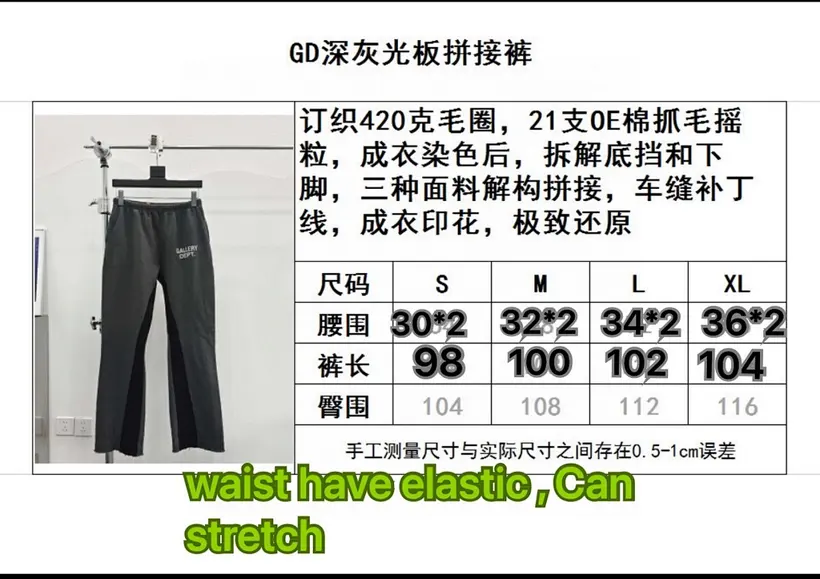 GD深灰光板拼接裤
订织420克毛圈，21支OE棉抓毛摇
粒，成衣染色后，拆解底挡和下
脚，三种面料解构拼接，车缝补丁
线，成衣印花，极致还原
GALLERY
DEPT.
尺码 S M L XL
腰围 30*2 32*2 34*2 36*2
裤长 98 100 102 104
臀围 104 108 112 116
手工测量尺寸与实际尺寸之间存在0.5-1cm误差
waist have elastic , Can
stretch